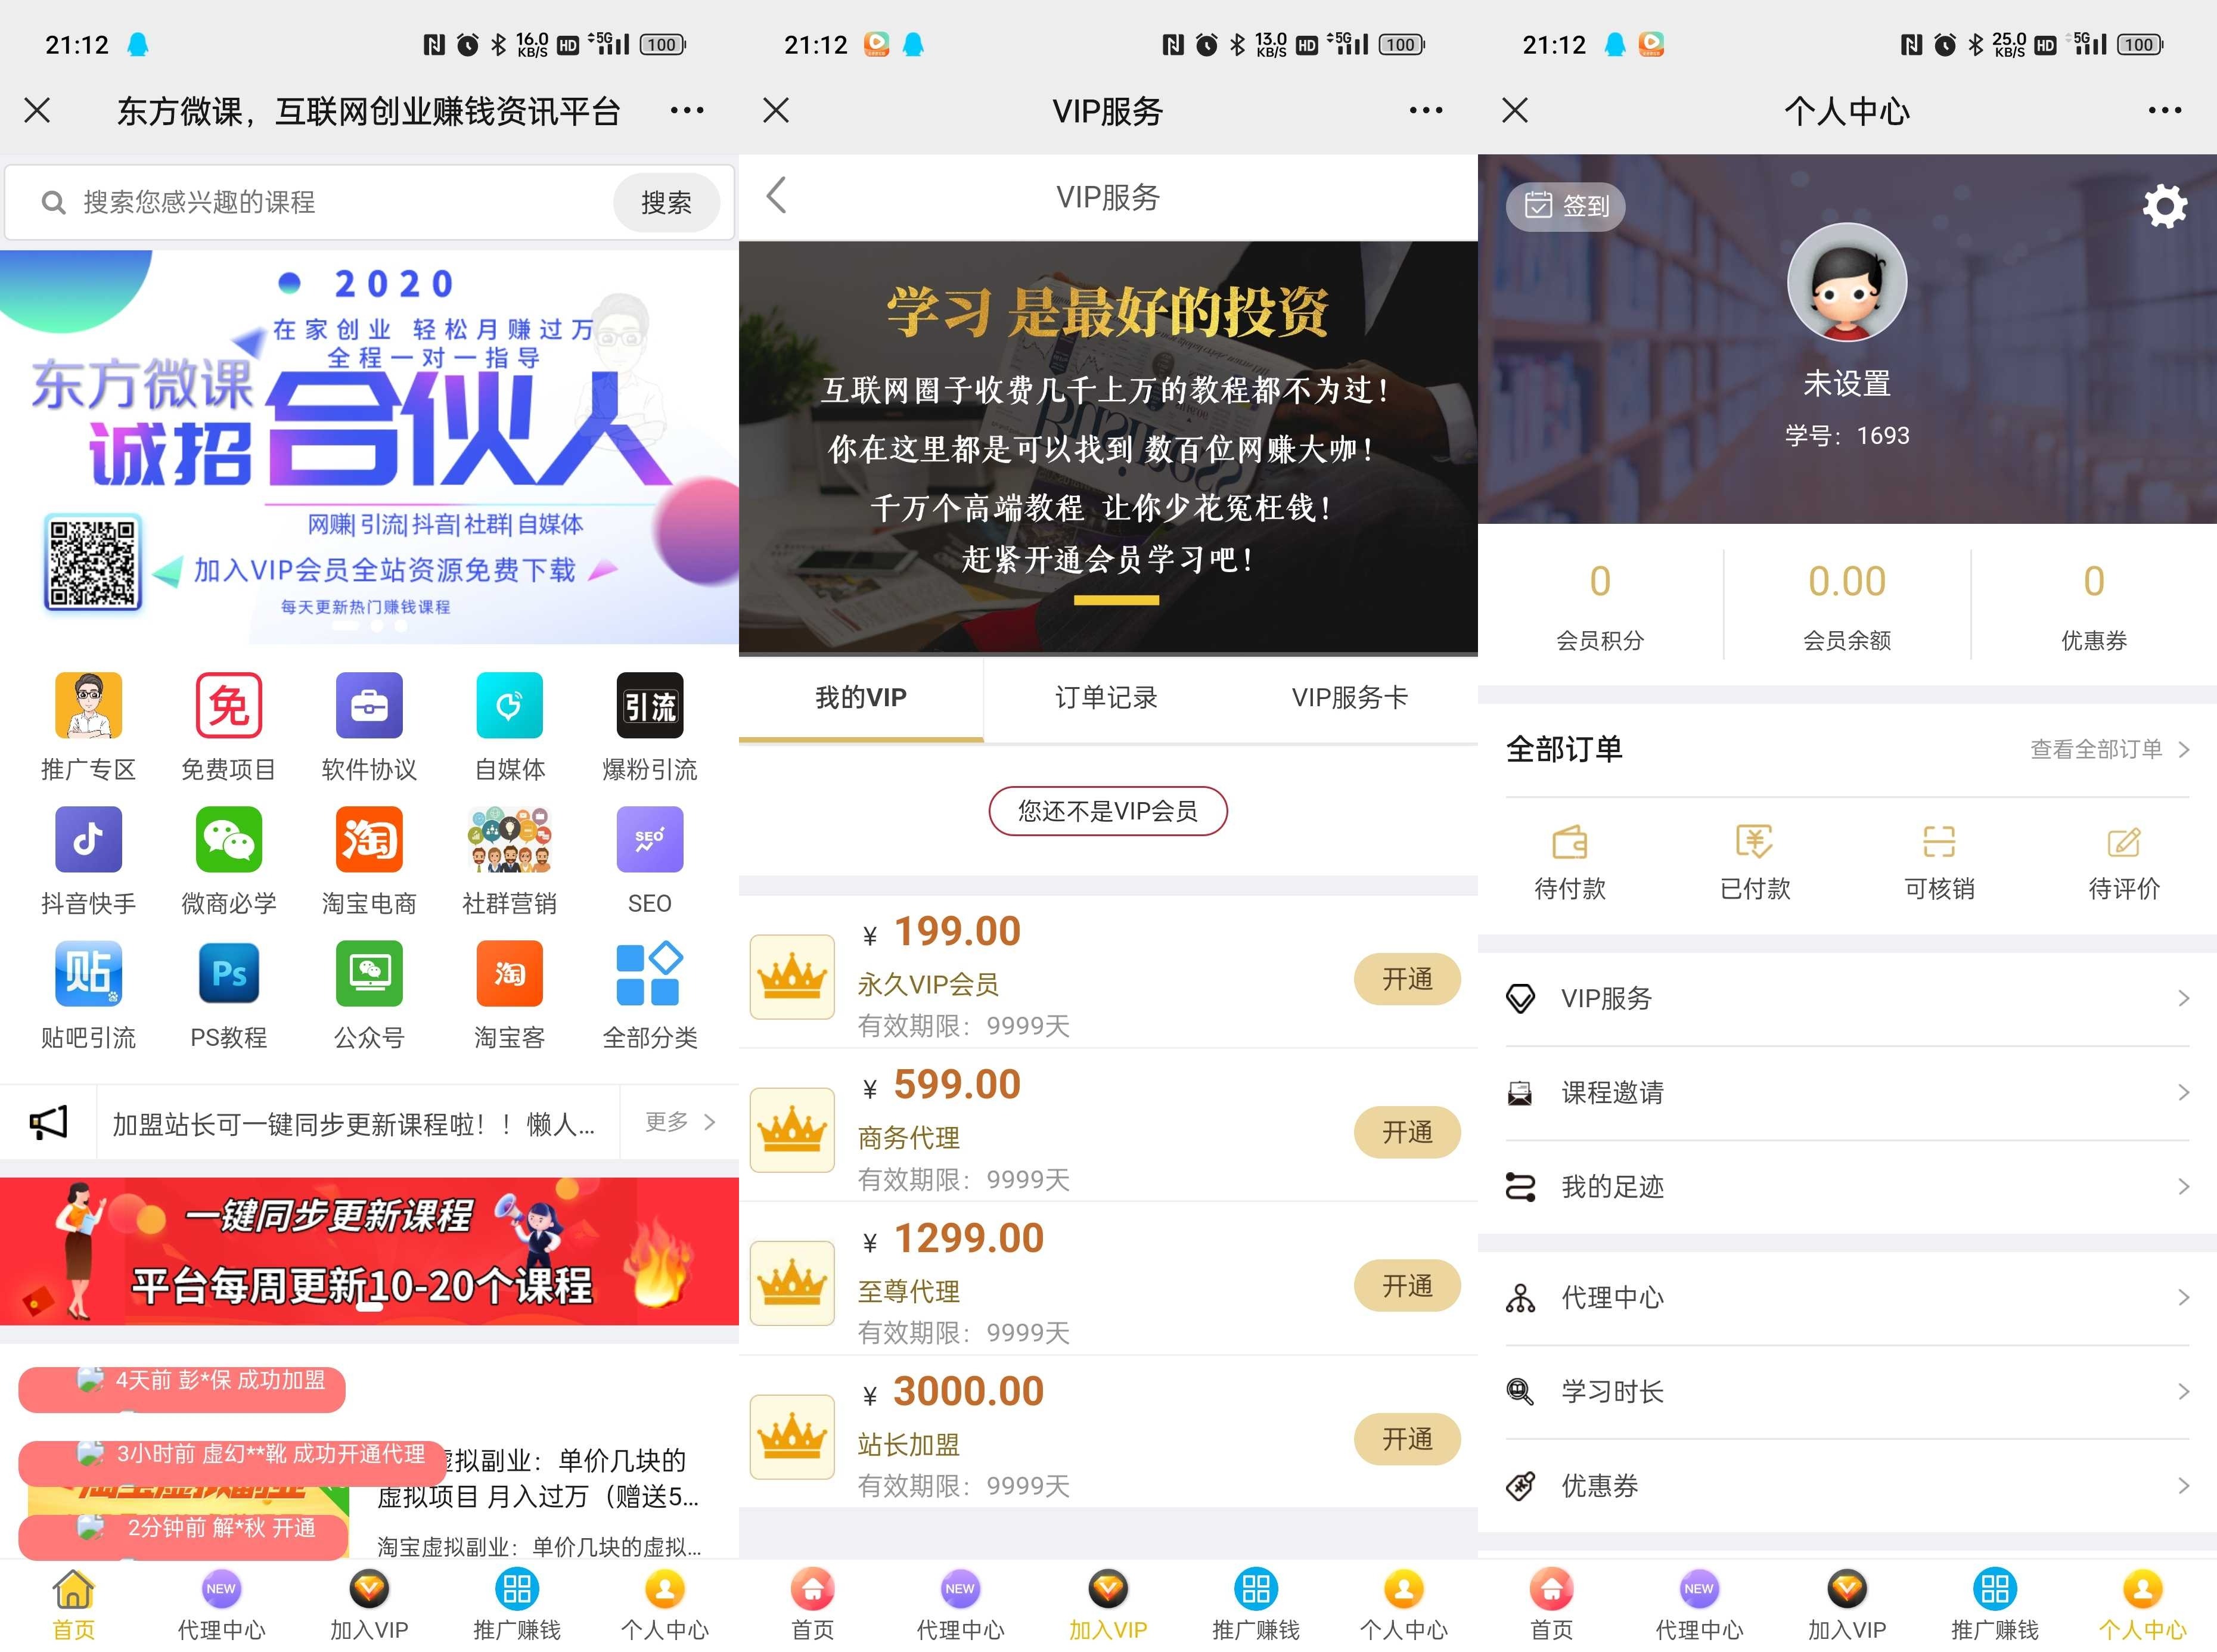 21:12
16.0
KB/S
HD
5G
100
东方微课，互联网创业赚钱资讯平台
搜索您感兴趣的课程
搜索
2020
在家创业 轻松月赚过万
全程一对一指导
东方微课
诚招
合伙人
网赚|引流|抖音|社群|自媒体
加入VIP会员全站资源免费下载
每天更新热门赚钱课程
免
引流
推广专区
免费项目
软件协议
自媒体
爆粉引流
淘
SEO
抖音快手
微商必学
淘宝电商
社群营销
SEO
贴
Ps
淘
贴吧引流
PS教程
公众号
淘宝客
全部分类
加盟站长可一键同步更新课程啦！！懒人...
更多
一键同步更新课程
平台每周更新10-20个课程
4天前 彭*保 成功加盟
3小时前 虚幻**靴 成功开通代理
虚拟副业：单价几块的
虚拟项目 月入过万（赠送5...
2分钟前 解*秋 开通
淘宝虚拟副业：单价几块的虚拟...
NEW
首页
代理中心
加入VIP
推广赚钱
个人中心
21:12
13.0
KB/S
HD
5G
100
VIP服务
VIP服务
学习 是最好的投资
互联网圈子收费几千上万的教程都不为过！
你在这里都是可以找到 数百位网赚大咖！
千万个高端教程 让你少花冤枉钱！
赶紧开通会员学习吧！
我的VIP
订单记录
VIP服务卡
您还不是VIP会员
¥ 199.00
永久VIP会员
有效期限：9999天
开通
¥ 599.00
商务代理
有效期限：9999天
开通
¥ 1299.00
至尊代理
有效期限：9999天
开通
¥ 3000.00
站长加盟
有效期限：9999天
开通
NEW
首页
代理中心
加入VIP
推广赚钱
个人中心
21:12
25.0
KB/S
HD
5G
100
个人中心
签到
未设置
学号：1693
0
会员积分
0.00
会员余额
0
优惠券
全部订单
查看全部订单
待付款
已付款
可核销
待评价
VIP服务
课程邀请
我的足迹
代理中心
学习时长
优惠券
NEW
首页
代理中心
加入VIP
推广赚钱
个人中心